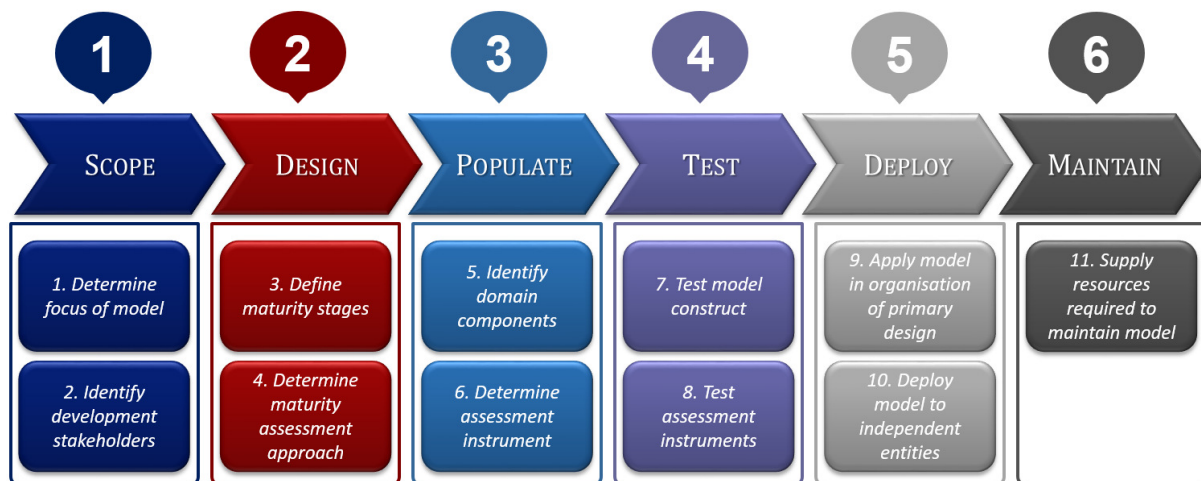 1
2
3
4
5
6
SCOPE
DESIGN
POPULATE
TEST
DEPLOY
MAINTAIN
1. Determine
focus of model
2. Identify
development
stakeholders
3. Define
maturity stages
4. Determine
maturity
assessment
approach
5. Identify
domain
components
6. Determine
assessment
instrument
7. Test model
construct
8. Test
assessment
instruments
9. Apply model
in organisation
of primary
design
10. Deploy
model to
independent
entities
11. Supply
resources
required to
maintain model